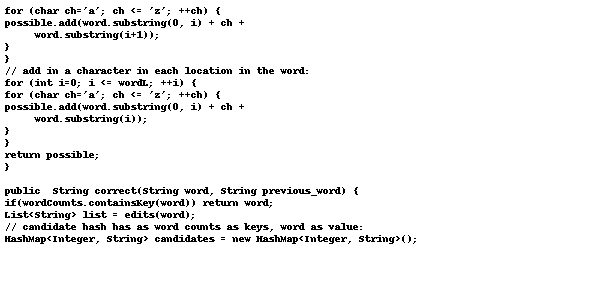 for (char ch='a'; ch <= 'z'; ++ch) {
possible.add(word.substring(0, i) + ch +
word.substring(i+1));
}
}
// add in a character in each location in the word:
for (int i=0; i <= wordL; ++i) {
for (char ch='a'; ch <= 'z'; ++ch) {
possible.add(word.substring(0, i) + ch +
word.substring(i));
}
}
return possible;
}
public String correct(String word, String previous_word) {
if(wordCounts.containsKey(word)) return word;
List<String> list = edits(word);
// candidate hash has as word counts as keys, word as value:
HashMap<Integer, String> candidates = new HashMap<Integer, String>();